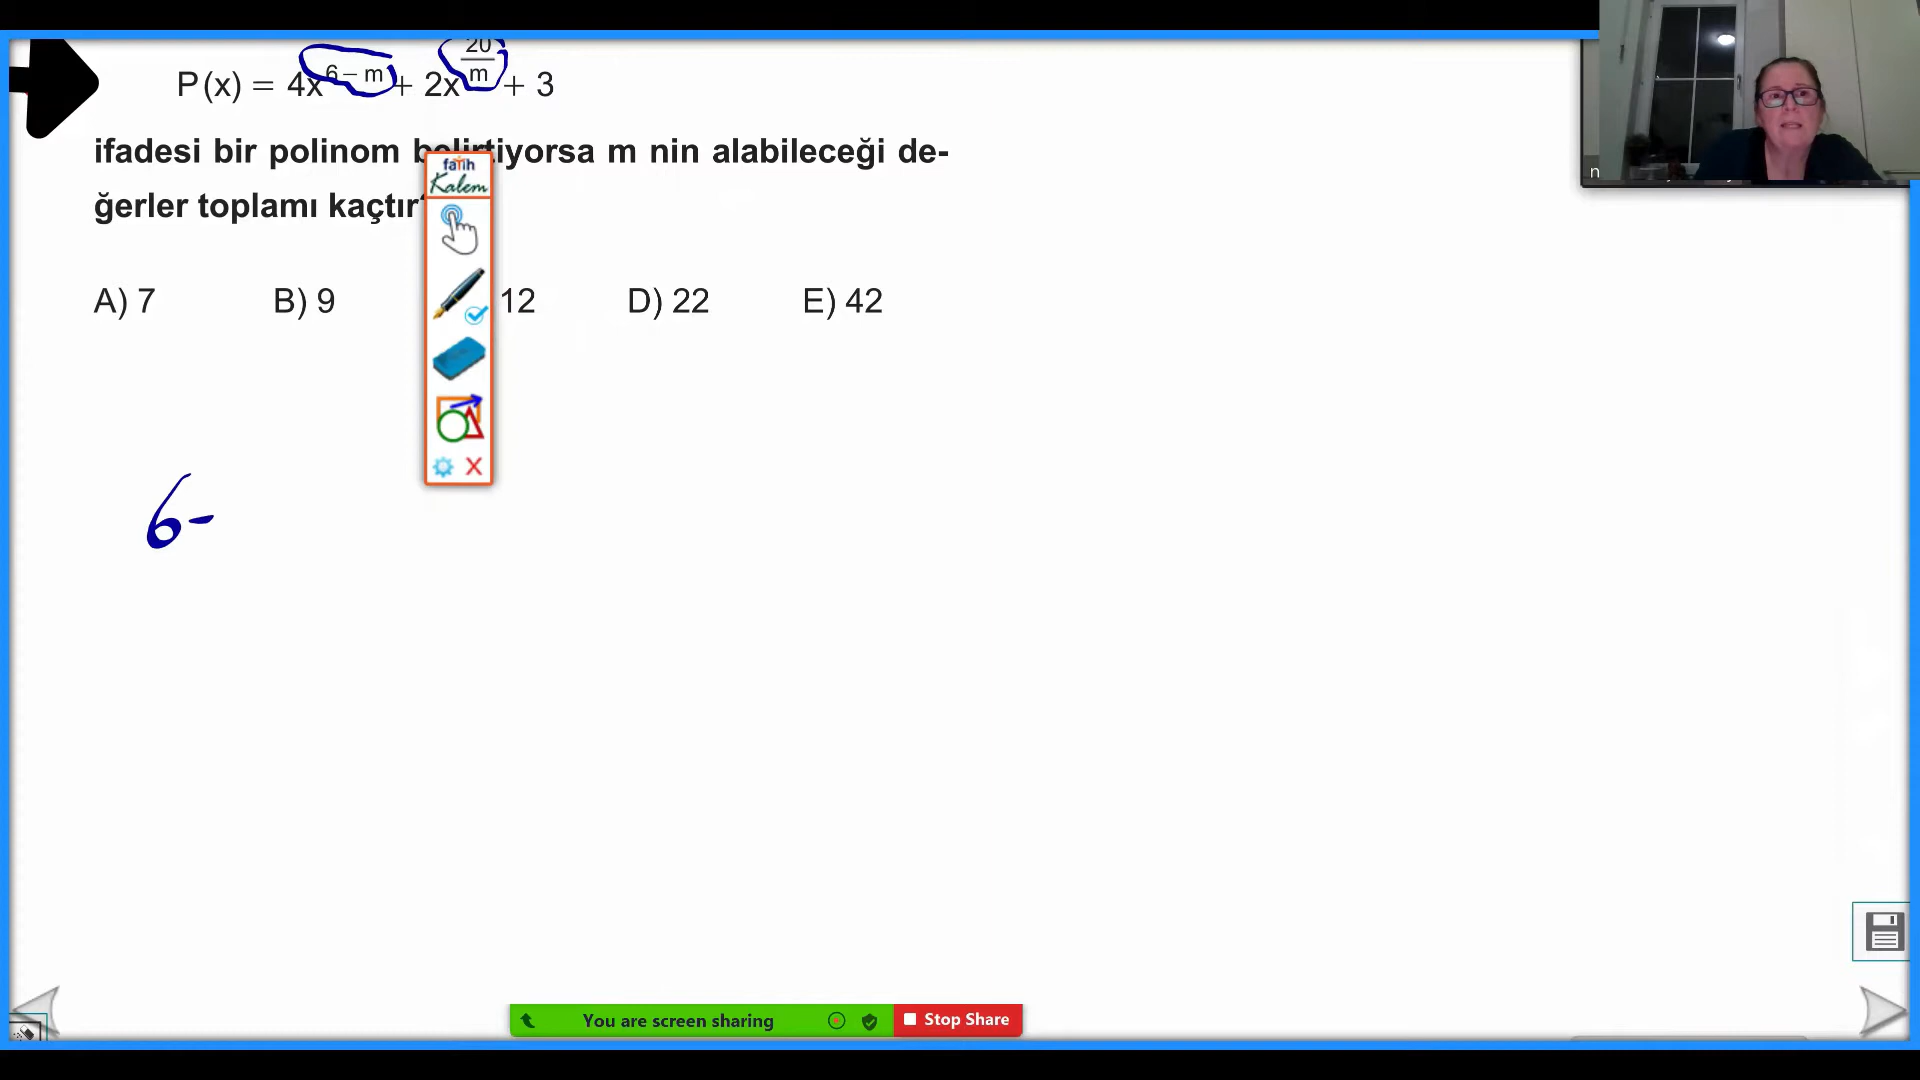 P(x) = 4x^{6-m} + 2x^{\frac{20}{m}} + 3
ifadesi bir polinom belirtiyorsa m nin alabileceği de-
ğerler toplamı kaçtır
A) 7 B) 9 12 D) 22 E) 42
fatih
Kalem
6-
n
You are screen sharing
Stop Share